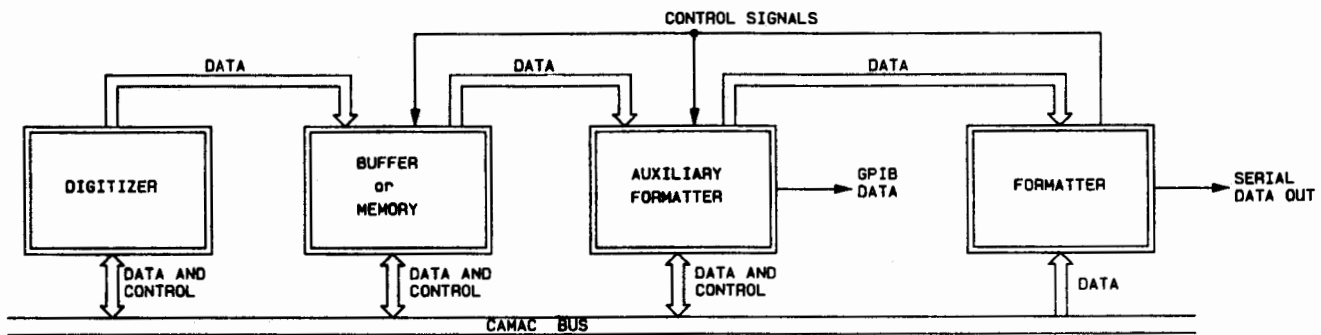 CONTROL SIGNALS
DATA
DATA
DATA
DIGITIZER
BUFFER
or
MEMORY
AUXILIARY
FORMATTER
GPIB
DATA
FORMATTER
SERIAL
DATA OUT
DATA AND
CONTROL
DATA AND
CONTROL
DATA AND
CONTROL
DATA
CAMAC BUS